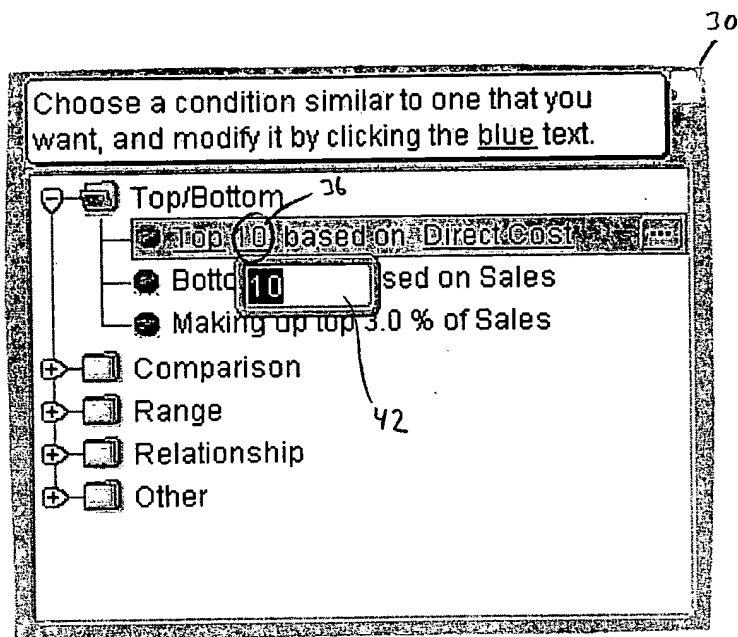 30
Choose a condition similar to one that you
want, and modify it by clicking the blue text.
Top/Bottom
36
Top 10 based on Direct Cost ...
Botto sed on Sales
10
Making up top 3.0 % of Sales
Comparison
Range
42
Relationship
Other